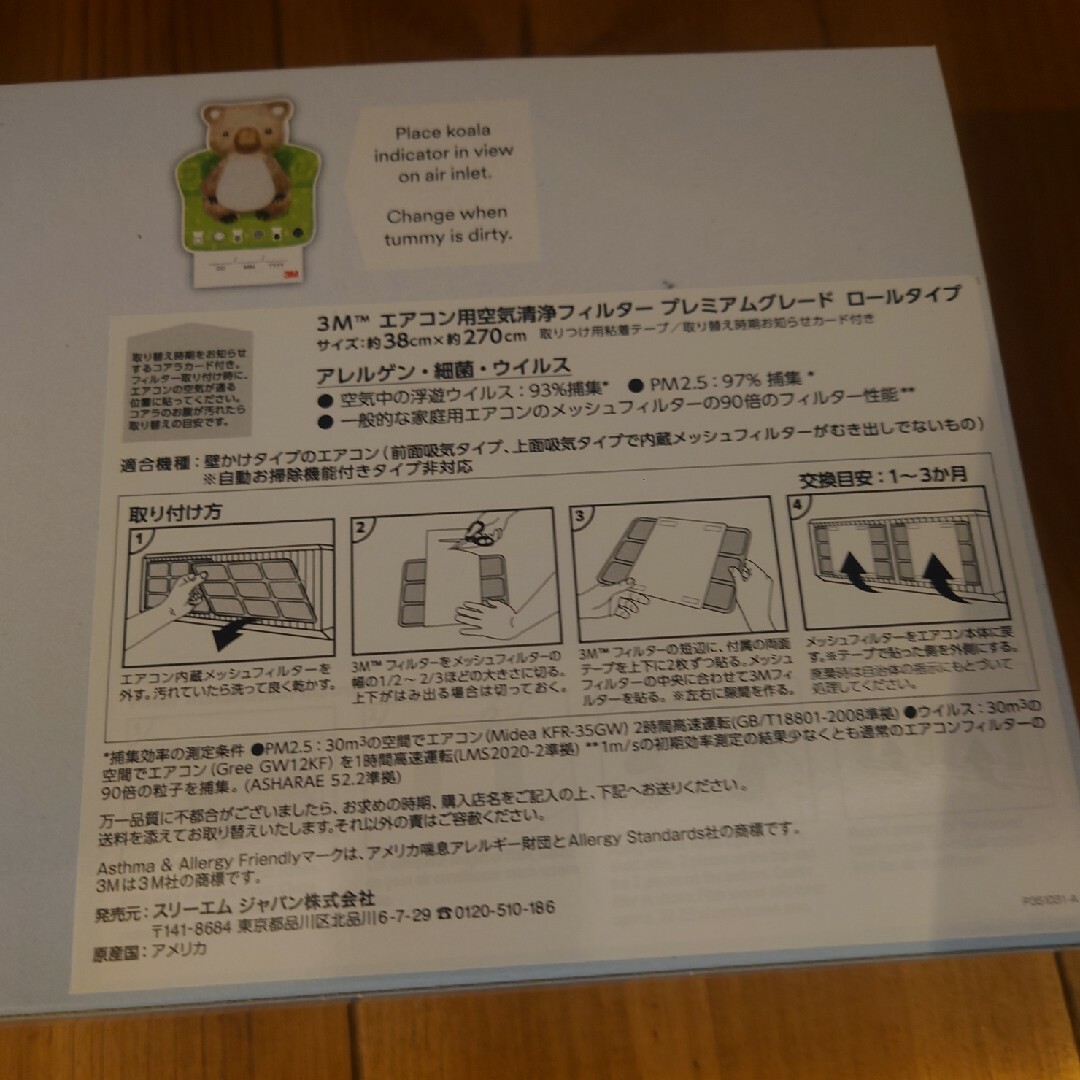 Place koala
indicator in view
on air inlet.
Change when
tummy is dirty.
3M
取り替え時期をお知らせ
するコアラカード付き。
フィルター取り付け時に、
エアコンの空気が通る
位置に貼ってください。
コアラのお腹が汚れたら
取り替えの目安です。
3M™ エアコン用空気清浄フィルター プレミアムグレード ロールタイプ
サイズ:約38cm×約270cm 取りつけ用粘着テープ/取り替え時期お知らせカード付き
アレルゲン・細菌・ウイルス
● 空気中の浮遊ウイルス:93%捕集* ● PM2.5:97% 捕集*
● 一般的な家庭用エアコンのメッシュフィルターの90倍のフィルター性能**
適合機種:壁かけタイプのエアコン(前面吸気タイプ、上面吸気タイプで内蔵メッシュフィルターがむき出しでないもの)
※自動お掃除機能付きタイプ非対応
取り付け方
交換目安:1〜3か月
1
2
3
4
エアコン内蔵メッシュフィルターを
外す。汚れていたら洗って良く乾かす。
3M™フィルターをメッシュフィルターの
幅の1/2〜2/3ほどの大きさに切る。
上下がはみ出る場合は切っておく。
3M™フィルターの短辺に、付属の両面
テープを上下に2枚ずつ貼る。メッシュ
フィルターの中央に合わせて3Mフィ
ルターを貼る。※左右に隙間を作る。
メッシュフィルターをエアコン本体に戻
す。※テープで貼った側を外側にする。
廃棄時は自治体の指示にもとづいて
処理してください。
*捕集効率の測定条件 ●PM2.5:30m³の空間でエアコン(Midea KFR-35GW) 2時間高速運転(GB/T18801-2008準拠) ●ウイルス:30m³の
空間でエアコン(Gree GW12KF) を1時間高速運転(LMS2020-2準拠) **1m/sの初期効率測定の結果少なくとも通常のエアコンフィルターの
90倍の粒子を捕集。(ASHARAE 52.2準拠)
万一品質に不都合がございましたら、お求めの時期、購入店名をご記入の上、下記へお送りください。
送料を添えてお取り替えいたします。それ以外の責はご容赦ください。
Asthma & Allergy Friendlyマークは、アメリカ喘息アレルギー財団とAllergy Standards社の商標です。
3Mは3M社の商標です。
発売元:スリーエム ジャパン株式会社
〒141-8684 東京都品川区北品川6-7-29 ☎0120-510-186
原産国:アメリカ